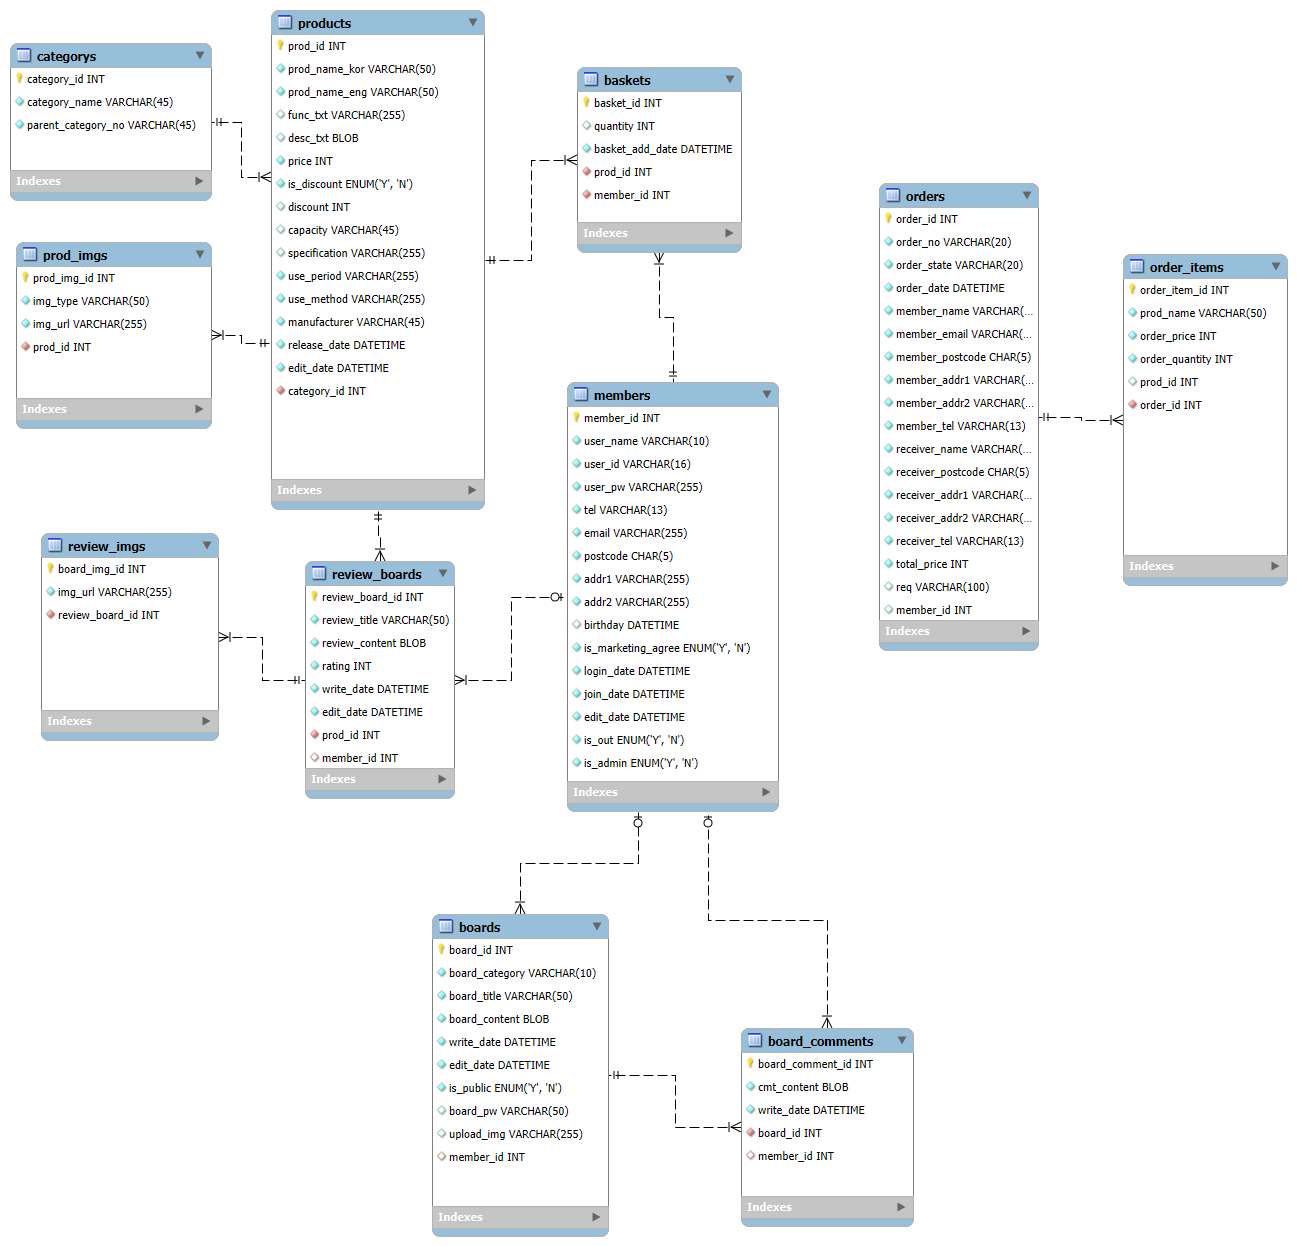 products
prod_id INT
prod_name_kor VARCHAR(50)
prod_name_eng VARCHAR(50)
func_txt VARCHAR(255)
desc_txt BLOB
price INT
is_discount ENUM('Y', 'N')
discount INT
capacity VARCHAR(45)
specification VARCHAR(255)
use_period VARCHAR(255)
use_method VARCHAR(255)
manufacturer VARCHAR(45)
release_date DATETIME
edit_date DATETIME
category_id INT
Indexes
categorys
category_id INT
category_name VARCHAR(45)
parent_category_no VARCHAR(45)
Indexes
prod_imgs
prod_img_id INT
img_type VARCHAR(50)
img_url VARCHAR(255)
prod_id INT
Indexes
baskets
basket_id INT
quantity INT
basket_add_date DATETIME
prod_id INT
member_id INT
Indexes
orders
order_id INT
order_no VARCHAR(20)
order_state VARCHAR(20)
order_date DATETIME
member_name VARCHAR(...
member_email VARCHAR(...
member_postcode CHAR(5)
member_addr1 VARCHAR(...
member_addr2 VARCHAR(...
member_tel VARCHAR(13)
receiver_name VARCHAR(...
receiver_postcode CHAR(5)
receiver_addr1 VARCHAR(...
receiver_addr2 VARCHAR(...
receiver_tel VARCHAR(13)
total_price INT
req VARCHAR(100)
member_id INT
Indexes
order_items
order_item_id INT
prod_name VARCHAR(50)
order_price INT
order_quantity INT
prod_id INT
order_id INT
Indexes
members
member_id INT
user_name VARCHAR(10)
user_id VARCHAR(16)
user_pw VARCHAR(255)
tel VARCHAR(13)
email VARCHAR(255)
postcode CHAR(5)
addr1 VARCHAR(255)
addr2 VARCHAR(255)
birthday DATETIME
is_marketing_agree ENUM('Y', 'N')
login_date DATETIME
join_date DATETIME
edit_date DATETIME
is_out ENUM('Y', 'N')
is_admin ENUM('Y', 'N')
Indexes
review_imgs
board_img_id INT
img_url VARCHAR(255)
review_board_id INT
Indexes
review_boards
review_board_id INT
review_title VARCHAR(50)
review_content BLOB
rating INT
write_date DATETIME
edit_date DATETIME
prod_id INT
member_id INT
Indexes
boards
board_id INT
board_category VARCHAR(10)
board_title VARCHAR(50)
board_content BLOB
write_date DATETIME
edit_date DATETIME
is_public ENUM('Y', 'N')
board_pw VARCHAR(50)
upload_img VARCHAR(255)
member_id INT
Indexes
board_comments
board_comment_id INT
cmt_content BLOB
write_date DATETIME
board_id INT
member_id INT
Indexes